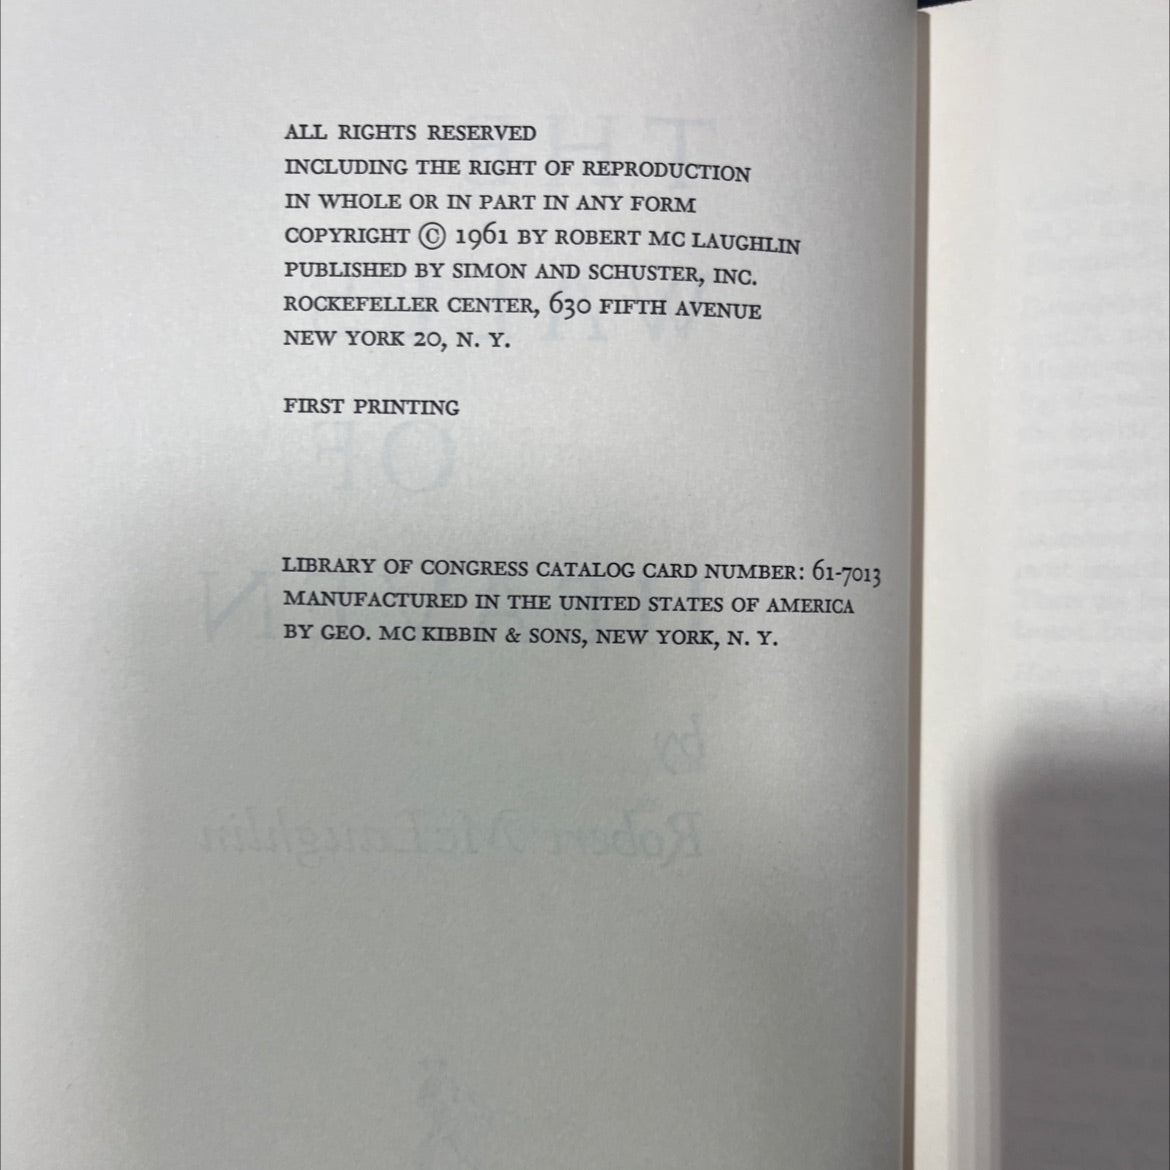 ALL RIGHTS RESERVED
INCLUDING THE RIGHT OF REPRODUCTION
IN WHOLE OR IN PART IN ANY FORM
COPYRIGHT © 1961 BY ROBERT MC LAUGHLIN
PUBLISHED BY SIMON AND SCHUSTER, INC.
ROCKEFELLER CENTER, 630 FIFTH AVENUE
NEW YORK 20, N. Y.
FIRST PRINTING
LIBRARY OF CONGRESS CATALOG CARD NUMBER: 61-7013
MANUFACTURED IN THE UNITED STATES OF AMERICA
BY GEO. MC KIBBIN & SONS, NEW YORK, N. Y.